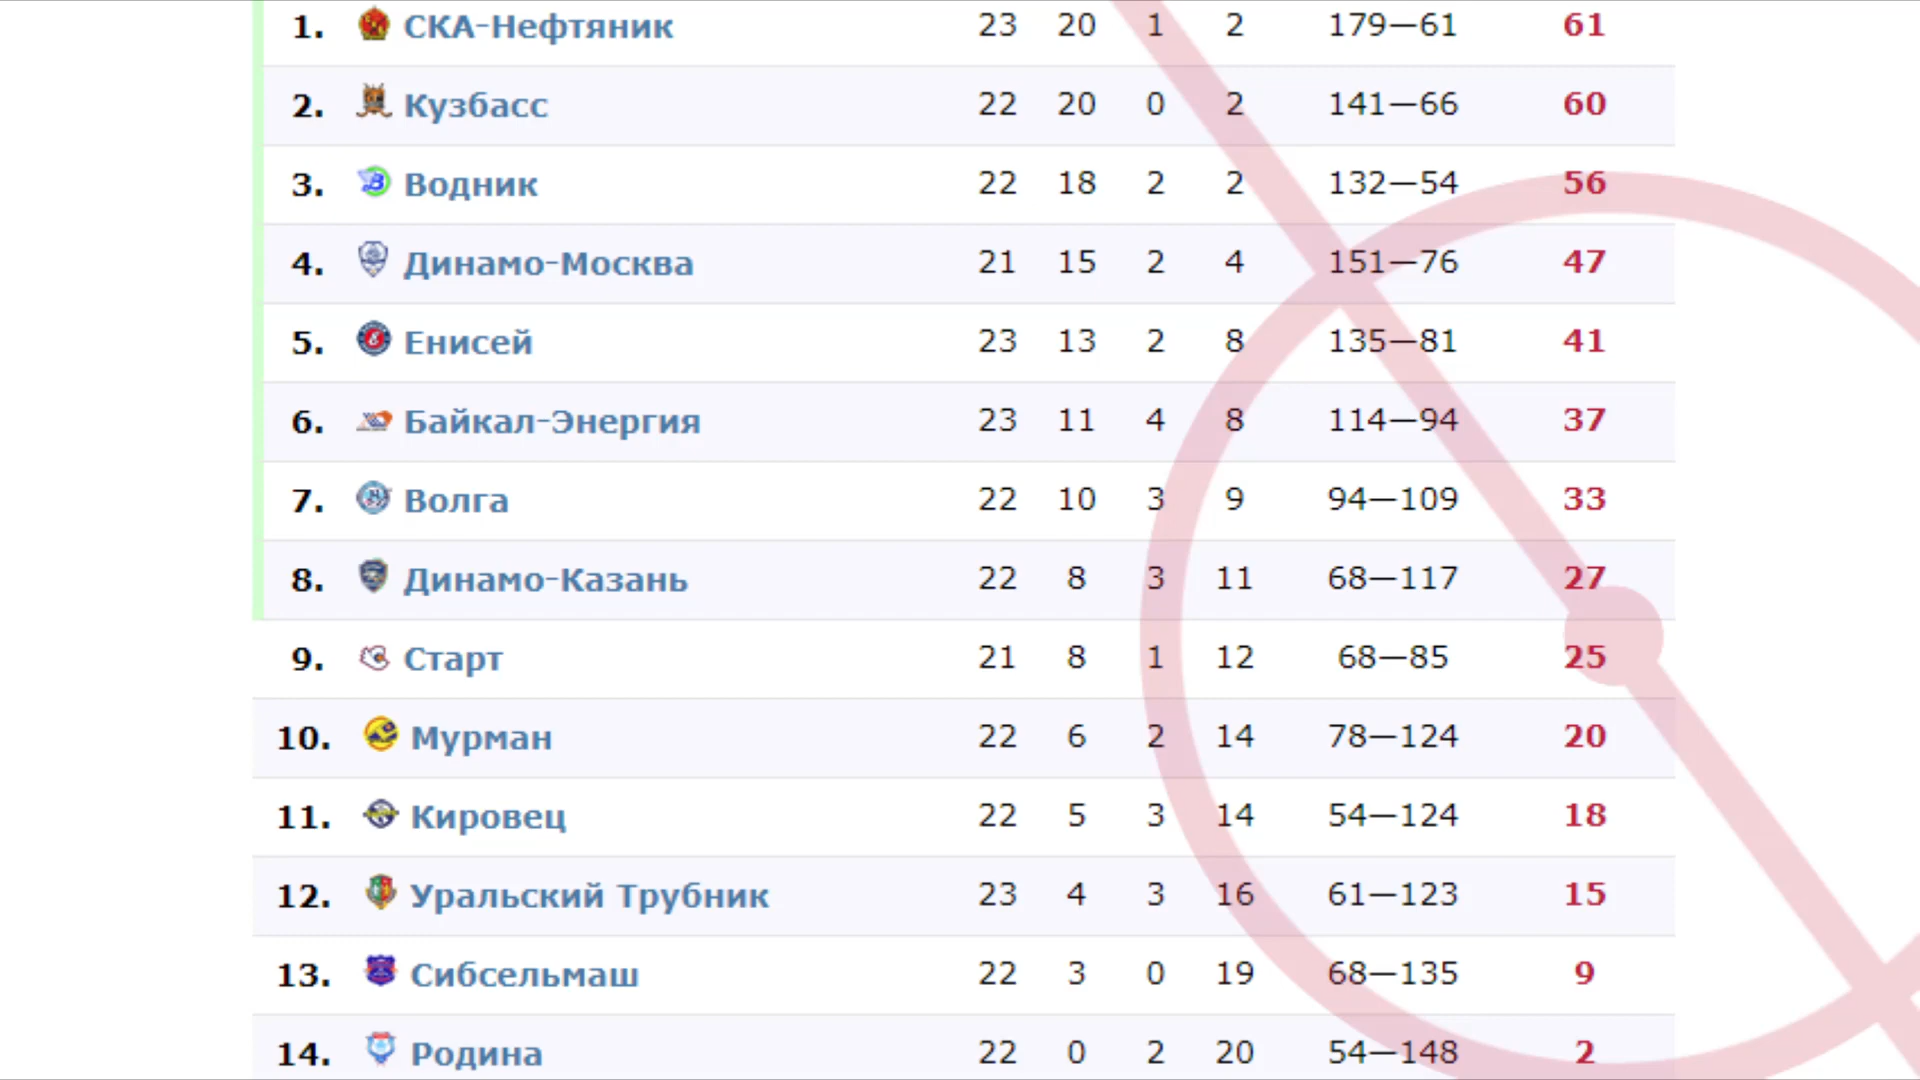 1. СКА-Нефтяник 23 20 1 2 179—61 61
2. Кузбасс 22 20 0 2 141—66 60
3. Водник 22 18 2 2 132—54 56
4. Динамо-Москва 21 15 2 4 151—76 47
5. Енисей 23 13 2 8 135—81 41
6. Байкал-Энергия 23 11 4 8 114—94 37
7. Волга 22 10 3 9 94—109 33
8. Динамо-Казань 22 8 3 11 68—117 27
9. Старт 21 8 1 12 68—85 25
10. Мурман 22 6 2 14 78—124 20
11. Кировец 22 5 3 14 54—124 18
12. Уральский Трубник 23 4 3 16 61—123 15
13. Сибсельмаш 22 3 0 19 68—135 9
14. Родина 22 0 2 20 54—148 2